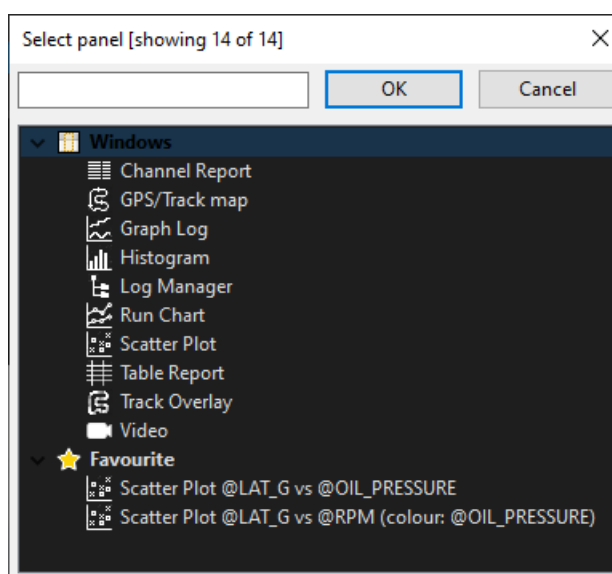 Select panel [showing 14 of 14]
OK Cancel
Windows
Channel Report
GPS/Track map
Graph Log
Histogram
Log Manager
Run Chart
Scatter Plot
Table Report
Track Overlay
Video
Favourite
Scatter Plot @LAT_G vs @OIL_PRESSURE
Scatter Plot @LAT_G vs @RPM (colour: @OIL_PRESSURE)